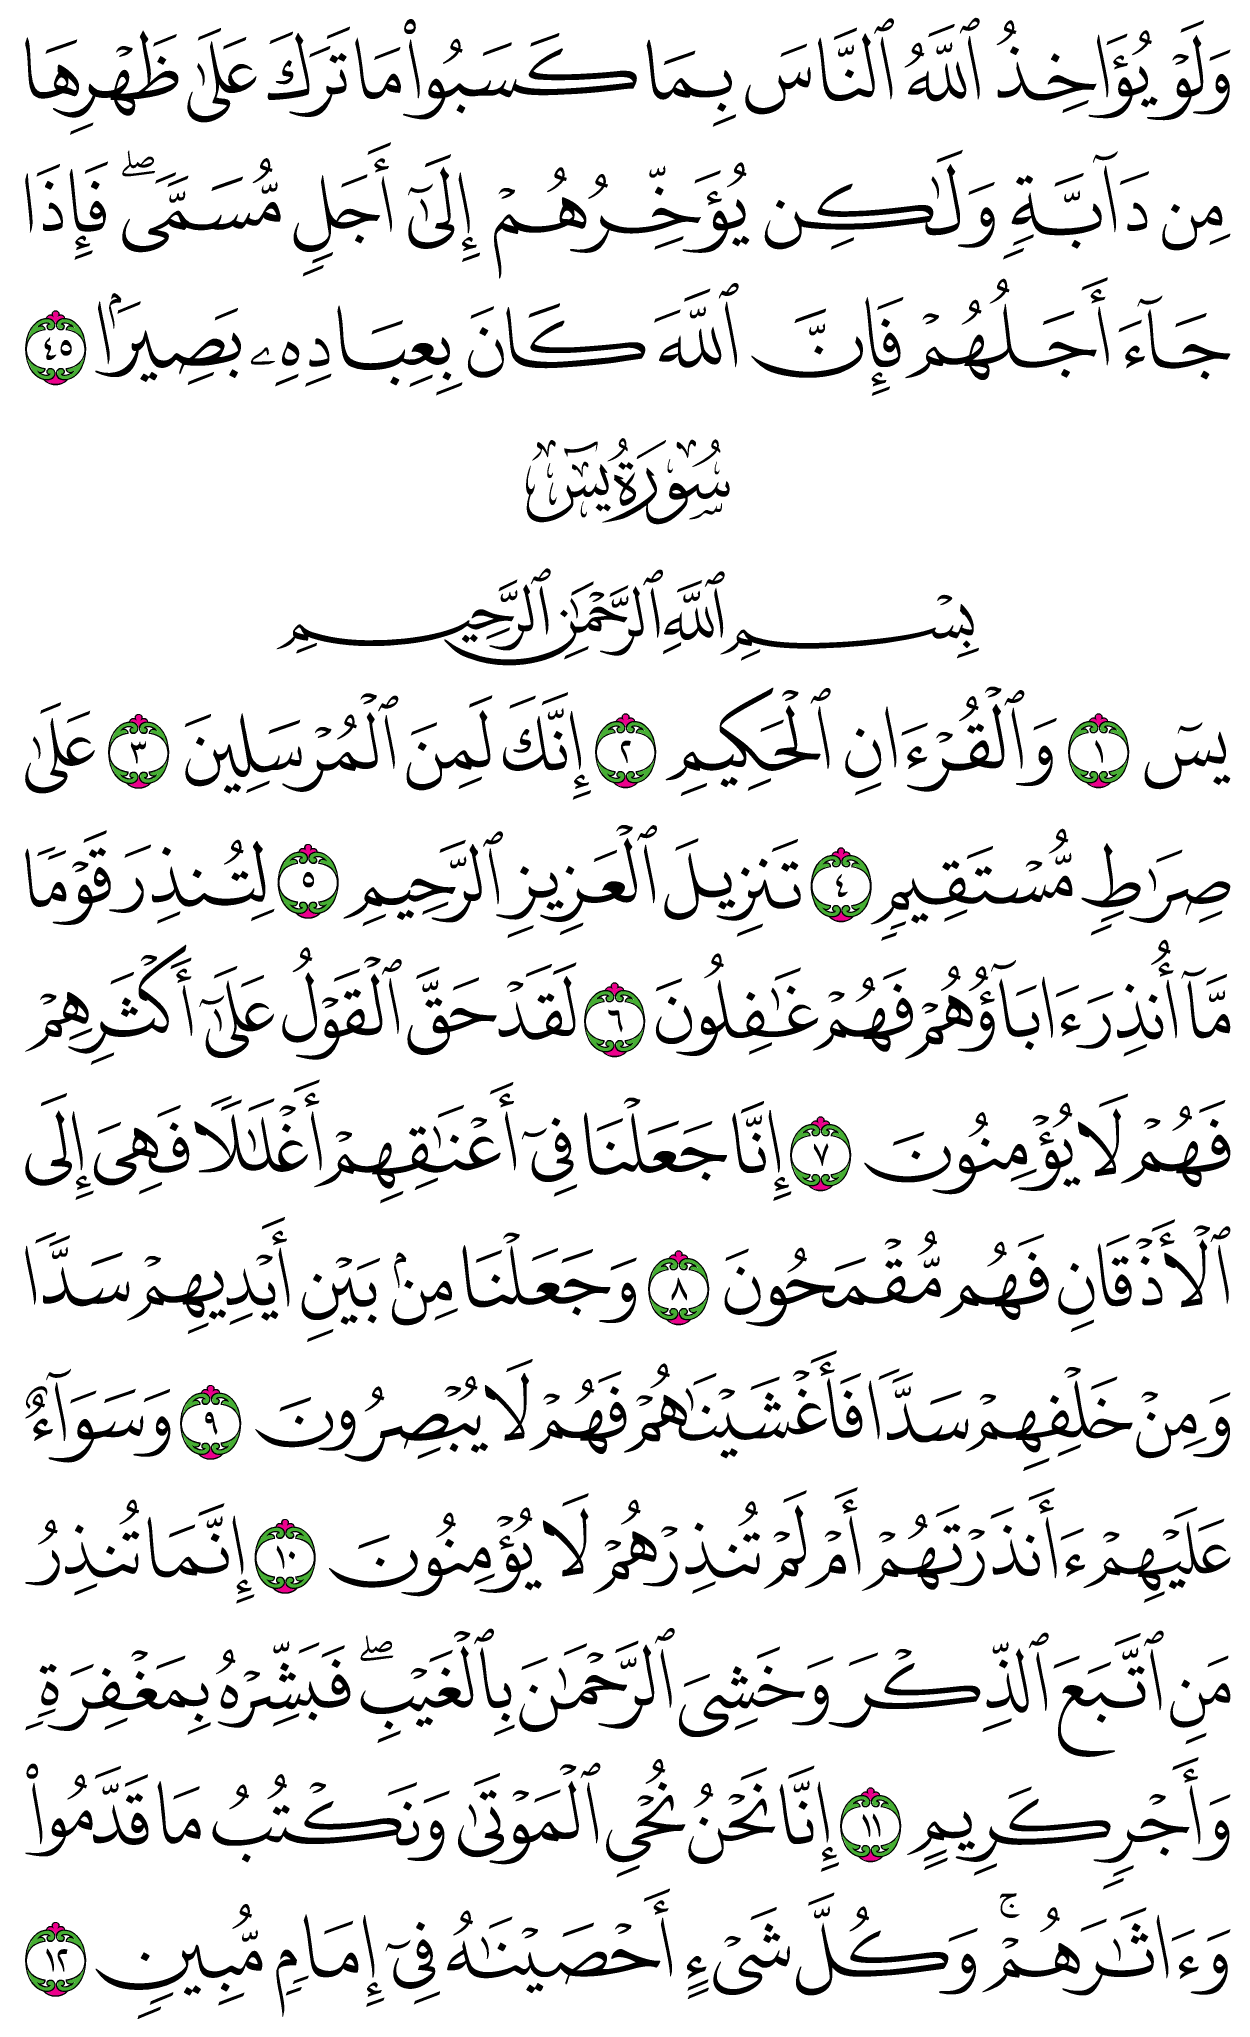 وَلَوۡ يُؤَاخِذُ ٱللَّهُ ٱلنَّاسَ بِمَا كَسَبُواْ مَا تَرَكَ عَلَىٰ ظَهۡرِهَا
مِن دَآبَّةٖ وَلَٰكِن يُؤَخِّرُهُمۡ إِلَىٰٓ أَجَلٖ مُّسَمّٗىۖ فَإِذَا
جَآءَ أَجَلُهُمۡ فَإِنَّ ٱللَّهَ كَانَ بِعِبَادِهِۦ بَصِيرَۢا ٤٥
سُورَةُ يسٓ
بِسۡمِ ٱللَّهِ ٱلرَّحۡمَٰنِ ٱلرَّحِيمِ
يسٓ ١ وَٱلۡقُرۡءَانِ ٱلۡحَكِيمِ ٢ إِنَّكَ لَمِنَ ٱلۡمُرۡسَلِينَ ٣ عَلَىٰ
صِرَٰطٖ مُّسۡتَقِيمٖ ٤ تَنزِيلَ ٱلۡعَزِيزِ ٱلرَّحِيمِ ٥ لِتُنذِرَ قَوۡمٗا
مَّآ أُنذِرَ ءَابَآؤُهُمۡ فَهُمۡ غَٰفِلُونَ ٦ لَقَدۡ حَقَّ ٱلۡقَوۡلُ عَلَىٰٓ أَكۡثَرِهِمۡ
فَهُمۡ لَا يُؤۡمِنُونَ ٧ إِنَّا جَعَلۡنَا فِيٓ أَعۡنَٰقِهِمۡ أَغۡلَٰلٗا فَهِيَ إِلَى
ٱلۡأَذۡقَانِ فَهُم مُّقۡمَحُونَ ٨ وَجَعَلۡنَا مِنۢ بَيۡنِ أَيۡدِيهِمۡ سَدّٗا
وَمِنۡ خَلۡفِهِمۡ سَدّٗا فَأَغۡشَيۡنَٰهُمۡ فَهُمۡ لَا يُبۡصِرُونَ ٩ وَسَوَآءٌ
عَلَيۡهِمۡ ءَأَنذَرۡتَهُمۡ أَمۡ لَمۡ تُنذِرۡهُمۡ لَا يُؤۡمِنُونَ ١٠ إِنَّمَا تُنذِرُ
مَنِ ٱتَّبَعَ ٱلذِّكۡرَ وَخَشِيَ ٱلرَّحۡمَٰنَ بِٱلۡغَيۡبِۖ فَبَشِّرۡهُ بِمَغۡفِرَةٖ
وَأَجۡرٖ كَرِيمٍ ١١ إِنَّا نَحۡنُ نُحۡيِ ٱلۡمَوۡتَىٰ وَنَكۡتُبُ مَا قَدَّمُواْ
وَءَاثَٰرَهُمۡۚ وَكُلَّ شَيۡءٍ أَحۡصَيۡنَٰهُ فِيٓ إِمَامٖ مُّبِينٖ ١٢